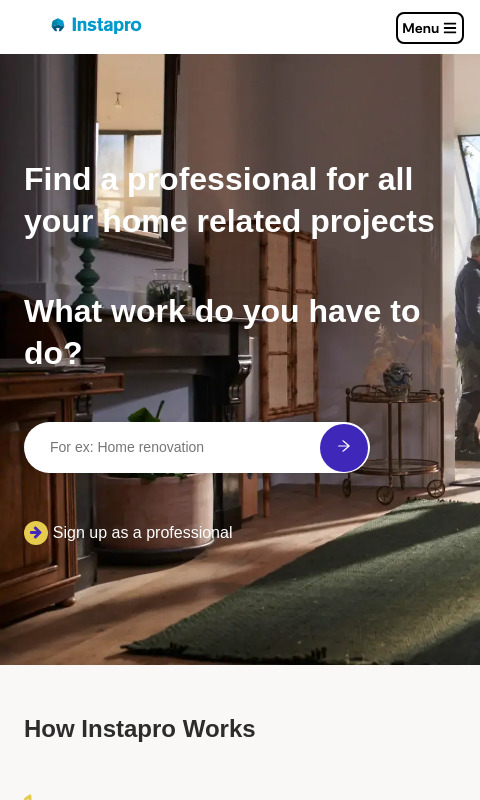 Instapro
Menu
Find a professional for all
your home related projects
What work do you have to
do?
For ex: Home renovation
Sign up as a professional
How Instapro Works